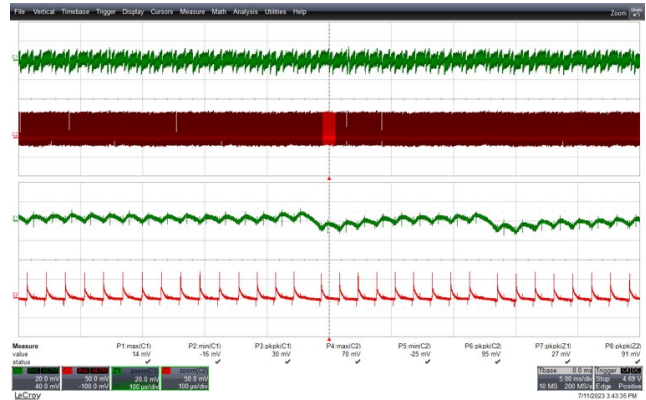 File Vertical Timebase Trigger Display Cursors Measure Math Analysis Utilities Help Zoom Undo
Measure P1:max(C1) P2:min(C1) P3:pkpk(C1) P4:max(C2) P5:min(C2) P6:pkpk(C2) P7:pkpk(Z1) P8:pkpk(Z2)
value 14 mV -16 mV 30 mV 70 mV -25 mV 95 mV 27 mV 91 mV
status
zoom(C1) zoom(C2) Tbase 0.0 ms Trigger
20.0 mV 50.0 mV 20.0 mV 50.0 mV 5.00 ms/div Stop 4.69 V
40.0 mV -100.0 mV 100 µs/div 100 µs/div 10 MS 200 MS/s Edge Positive
LeCroy 7/11/2023 3:43:35 PM